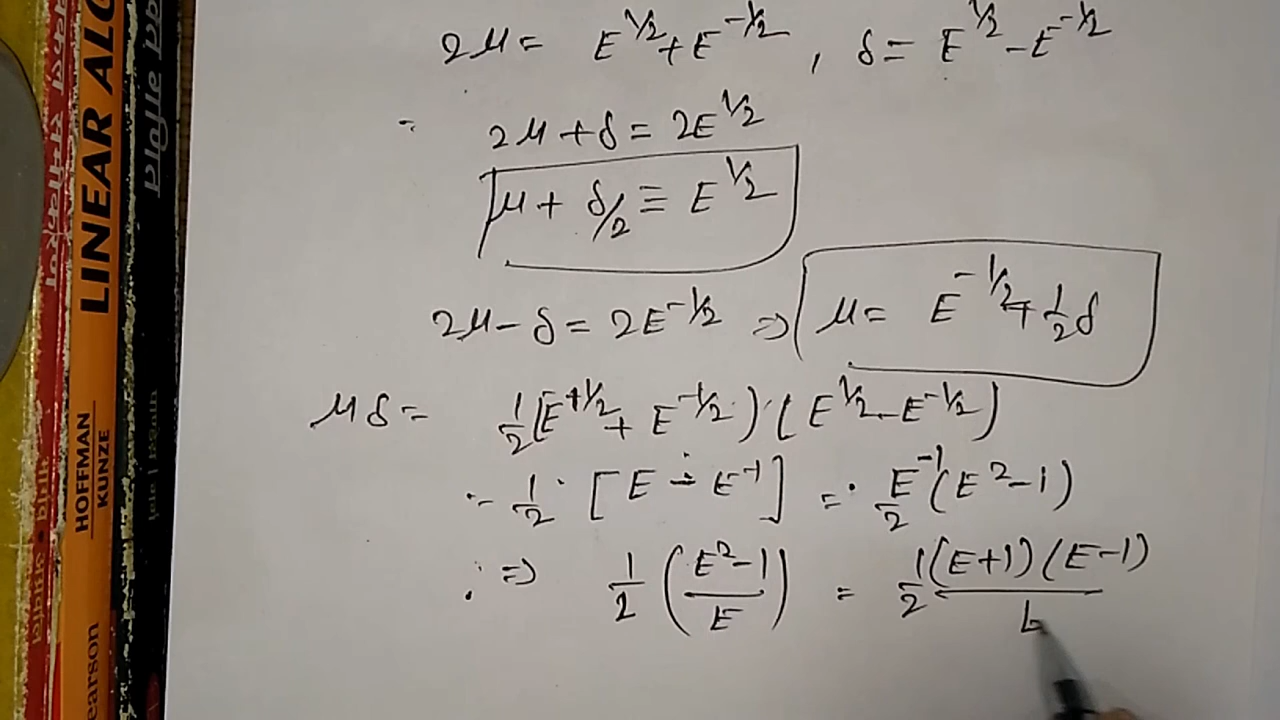 2μ = E^{1/2} + E^{-1/2}, δ = E^{1/2} - E^{-1/2}
2μ + δ = 2E^{1/2}
μ + δ/2 ≡ E^{1/2}
2μ - δ = 2E^{-1/2} ⇒ μ = E^{-1/2} + 1/2 δ
μδ = 1/2 (E^{+1/2} + E^{-1/2}) · (E^{1/2} - E^{-1/2})
1/2 · [E - E^{-1}] = E^{-1}/2 (E^2 - 1)
⇒ 1/2 ((E^2 - 1)/E) = 1/2 (E+1)(E-1)
LINEAR ALG
HOFFMAN
KUNZE
earson